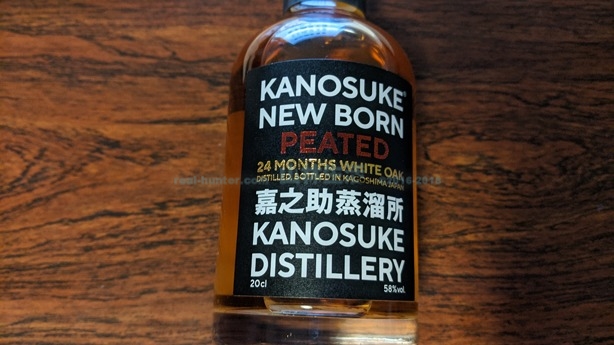 KANOSUKE®
NEW BORN
PEATED
24 MONTHS WHITE OAK
DISTILLED, BOTTLED IN KAGOSHIMA JAPAN
嘉之助蒸溜所
KANOSUKE
DISTILLERY
20cl 58%vol.